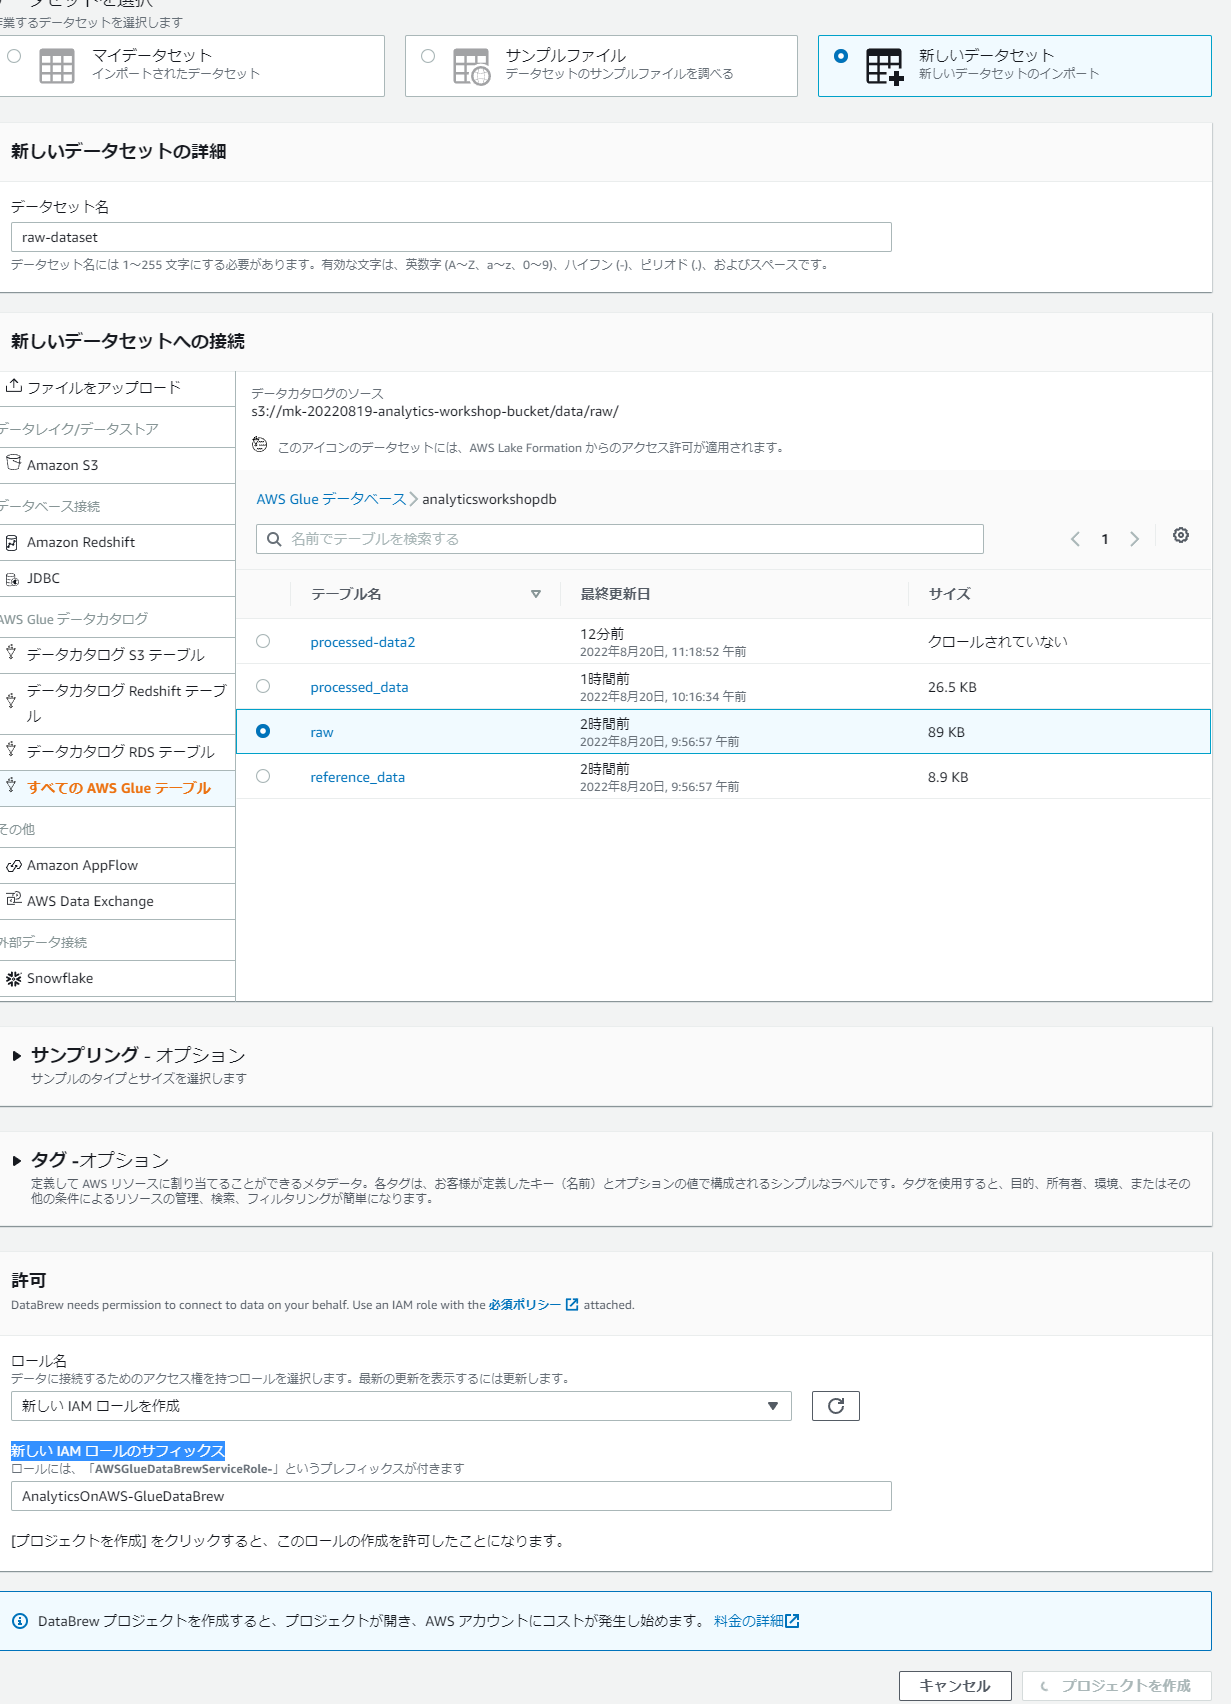 データセットを選択
作業するデータセットを選択します
マイデータセット
インポートされたデータセット
サンプルファイル
データセットのサンプルファイルを調べる
新しいデータセット
新しいデータセットのインポート
新しいデータセットの詳細
データセット名
raw-dataset
データセット名には 1～255 文字にする必要があります。有効な文字は、英数字 (A～Z、a～z、0～9)、ハイフン (-)、ピリオド (.)、およびスペースです。
新しいデータセットへの接続
ファイルをアップロード
データレイク/データストア
Amazon S3
データベース接続
Amazon Redshift
JDBC
AWS Glue データカタログ
データカタログ S3 テーブル
データカタログ Redshift テーブ
ル
データカタログ RDS テーブル
すべての AWS Glue テーブル
その他
Amazon AppFlow
AWS Data Exchange
外部データ接続
Snowflake
データカタログのソース
s3://mk-20220819-analytics-workshop-bucket/data/raw/
このアイコンのデータセットには、AWS Lake Formation からのアクセス許可が適用されます。
AWS Glue データベース > analyticsworkshopdb
名前でテーブルを検索する
1
テーブル名 最終更新日 サイズ
processed-data2 12分前 クロールされていない
2022年8月20日, 11:18:52 午前
processed_data 1時間前 26.5 KB
2022年8月20日, 10:16:34 午前
raw 2時間前 89 KB
2022年8月20日, 9:56:57 午前
reference_data 2時間前 8.9 KB
2022年8月20日, 9:56:57 午前
サンプリング - オプション
サンプルのタイプとサイズを選択します
タグ -オプション
定義して AWS リソースに割り当てることができるメタデータ。各タグは、お客様が定義したキー（名前）とオプションの値で構成されるシンプルなラベルです。タグを使用すると、目的、所有者、環境、またはその
他の条件によるリソースの管理、検索、フィルタリングが簡単になります。
許可
DataBrew needs permission to connect to data on your behalf. Use an IAM role with the 必須ポリシー attached.
ロール名
データに接続するためのアクセス権を持つロールを選択します。最新の更新を表示するには更新します。
新しい IAM ロールを作成
新しい IAM ロールのサフィックス
ロールには、「AWSGlueDataBrewServiceRole-」というプレフィックスが付きます
AnalyticsOnAWS-GlueDataBrew
[プロジェクトを作成] をクリックすると、このロールの作成を許可したことになります。
DataBrew プロジェクトを作成すると、プロジェクトが開き、AWS アカウントにコストが発生し始めます。 料金の詳細
キャンセル
プロジェクトを作成